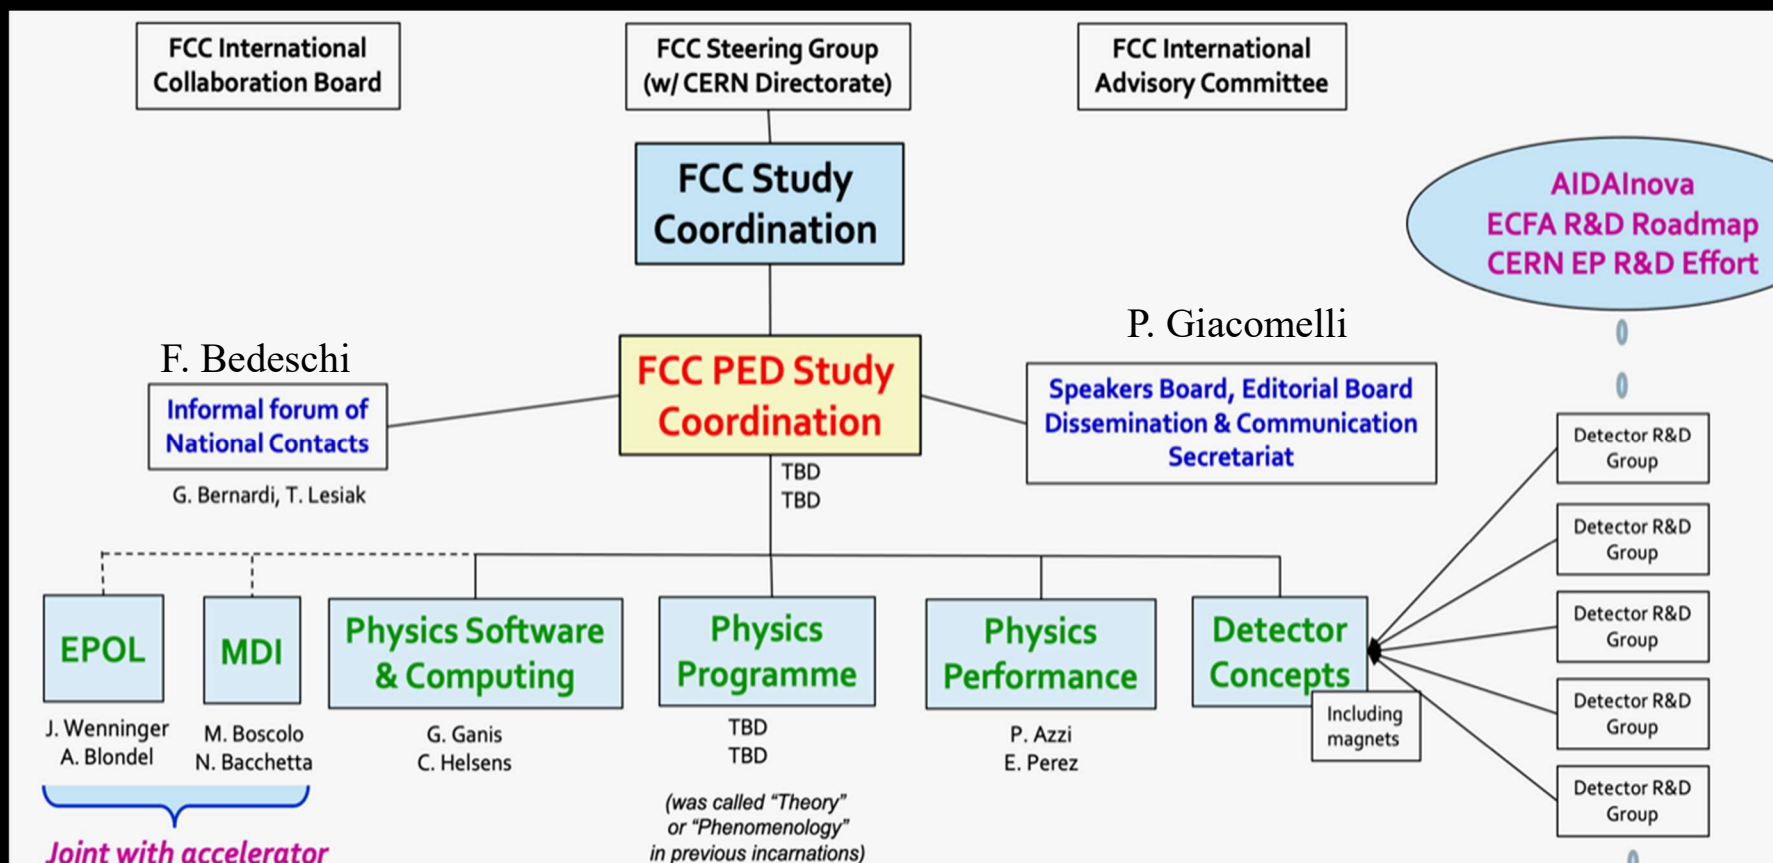 FCC International
Collaboration Board
FCC Steering Group
(w/ CERN Directorate)
FCC International
Advisory Committee
FCC Study
Coordination
AIDAInova
ECFA R&D Roadmap
CERN EP R&D Effort
F. Bedeschi
Informal forum of
National Contacts
G. Bernardi, T. Lesiak
FCC PED Study
Coordination
TBD
TBD
P. Giacomelli
Speakers Board, Editorial Board
Dissemination & Communication
Secretariat
Detector R&D
Group
Detector R&D
Group
Detector R&D
Group
Detector R&D
Group
Detector R&D
Group
EPOL
J. Wenninger
A. Blondel
MDI
M. Boscolo
N. Bacchetta
Joint with accelerator
Physics Software
& Computing
G. Ganis
C. Helsens
Physics
Programme
TBD
TBD
(was called “Theory”
or “Phenomenology”
in previous incarnations)
Physics
Performance
P. Azzi
E. Perez
Detector
Concepts
Including
magnets